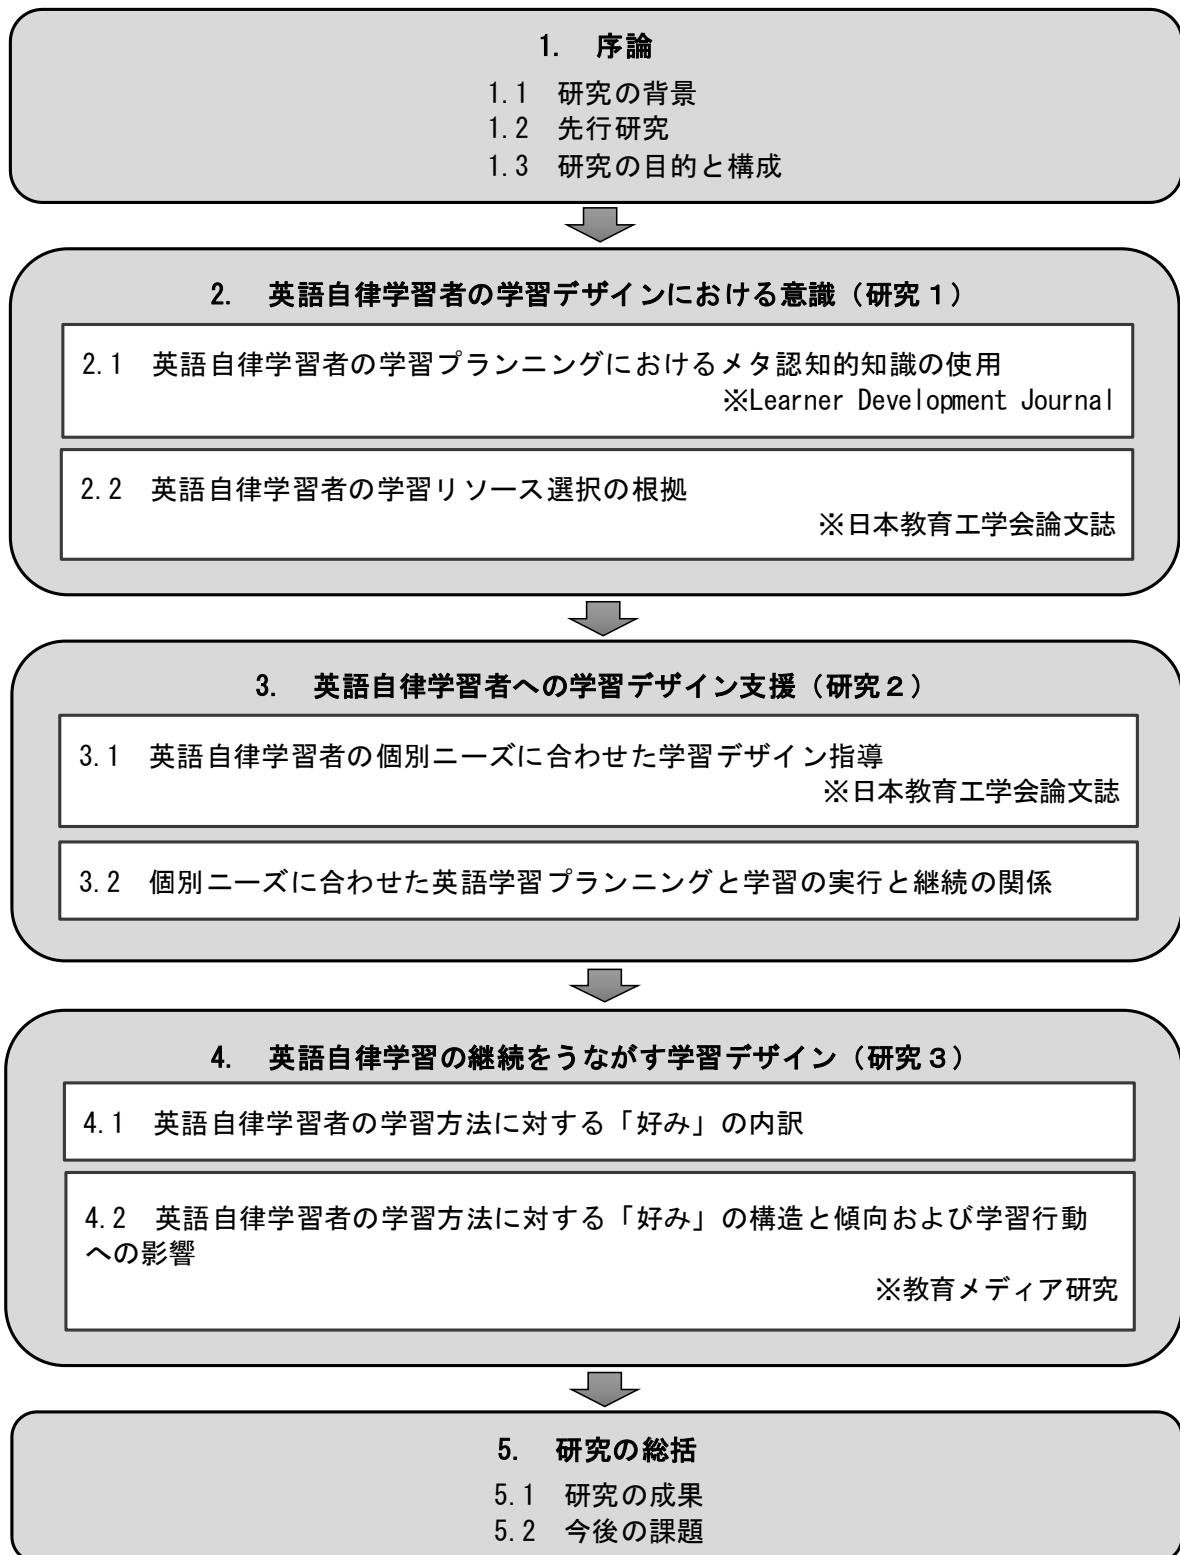 1. 序論
1.1 研究の背景
1.2 先行研究
1.3 研究の目的と構成
2. 英語自律学習者の学習デザインにおける意識（研究１）
2.1 英語自律学習者の学習プランニングにおけるメタ認知的知識の使用
※Learner Development Journal
2.2 英語自律学習者の学習リソース選択の根拠
※日本教育工学会論文誌
3. 英語自律学習者への学習デザイン支援（研究２）
3.1 英語自律学習者の個別ニーズに合わせた学習デザイン指導
※日本教育工学会論文誌
3.2 個別ニーズに合わせた英語学習プランニングと学習の実行と継続の関係
4. 英語自律学習の継続をうながす学習デザイン（研究３）
4.1 英語自律学習者の学習方法に対する「好み」の内訳
4.2 英語自律学習者の学習方法に対する「好み」の構造と傾向および学習行動
への影響
※教育メディア研究
5. 研究の総括
5.1 研究の成果
5.2 今後の課題